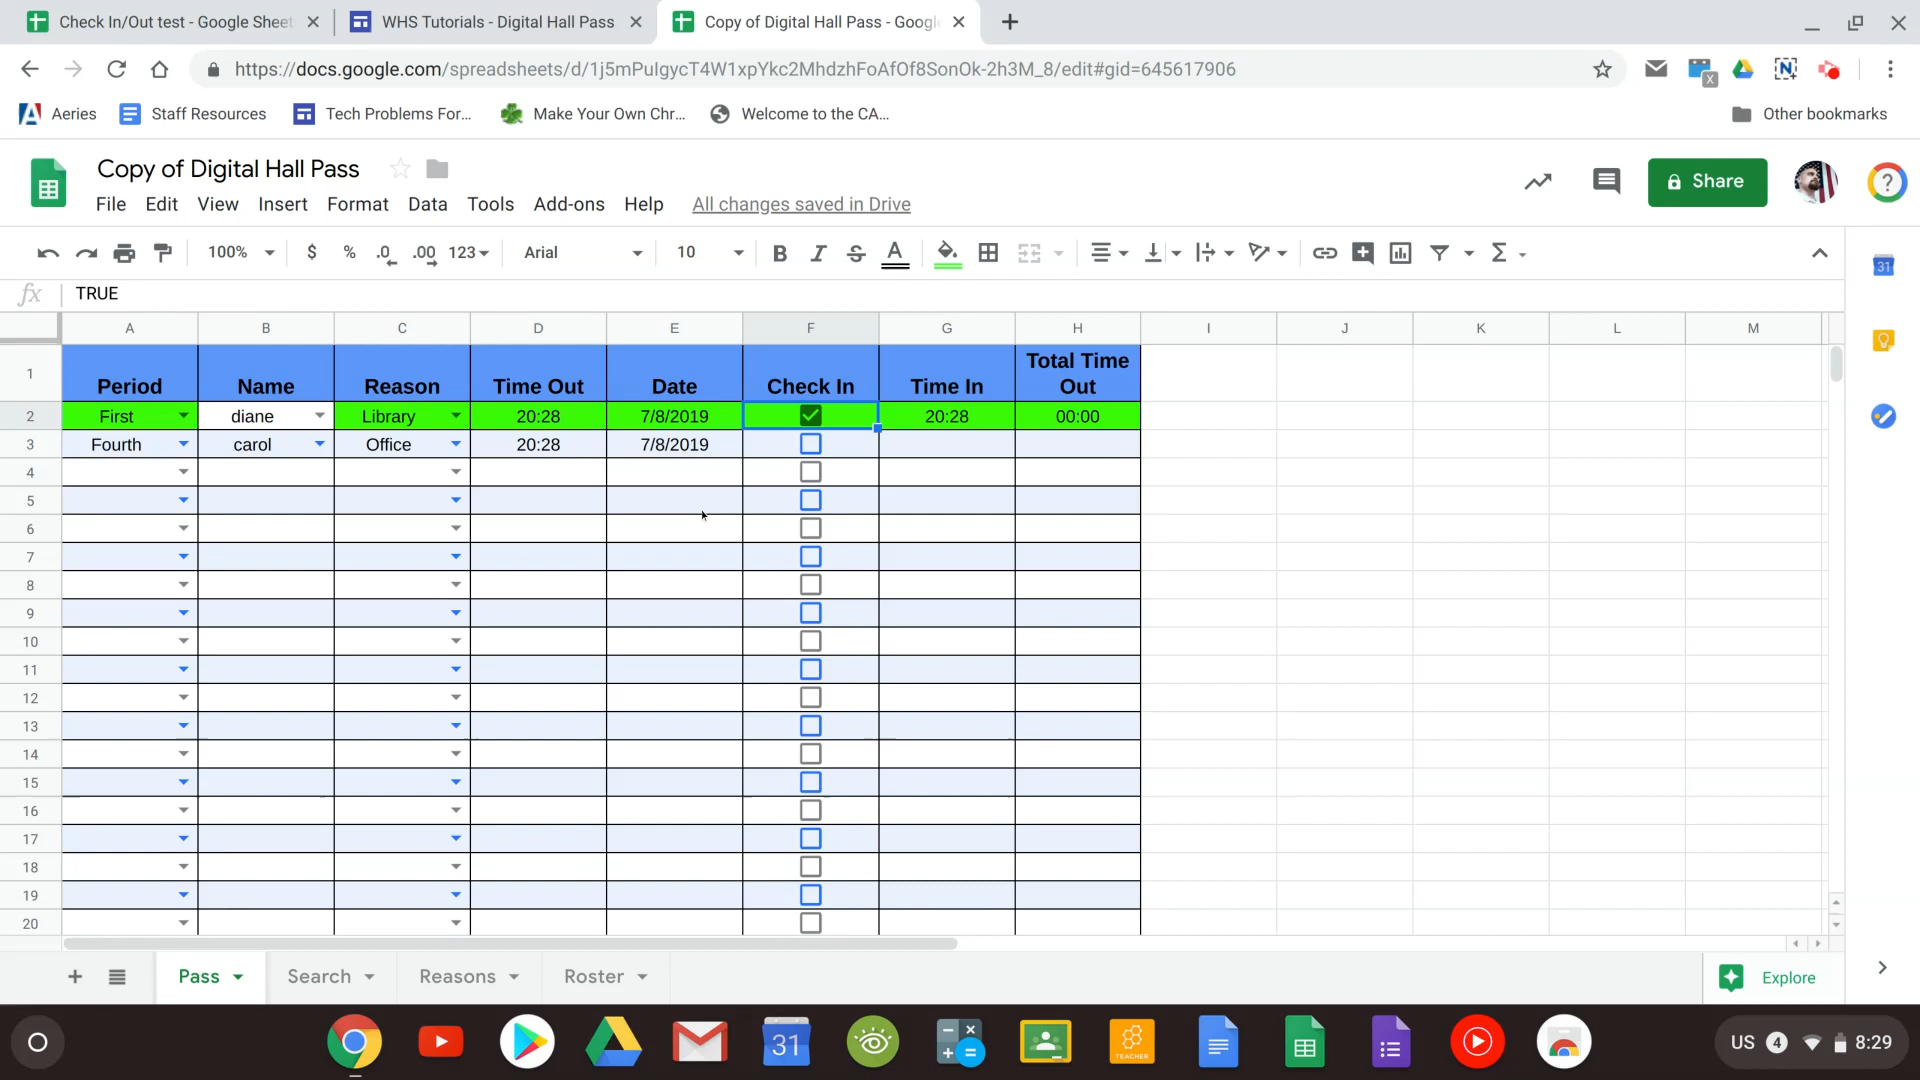 Check In/Out test - Google Sheet
WHS Tutorials - Digital Hall Pass
Copy of Digital Hall Pass - Googl
https://docs.google.com/spreadsheets/d/1j5mPuIgycT4W1xpYkc2MhdzhFoAfOf8SonOk-2h3M_8/edit#gid=645617906
Aeries
Staff Resources
Tech Problems For...
Make Your Own Chr...
Welcome to the CA...
Other bookmarks
Copy of Digital Hall Pass
Share
File Edit View Insert Format Data Tools Add-ons Help All changes saved in Drive
100% $ % .0 .00 123 Arial 10 B I S A Σ
31
fx TRUE
A B C D E F G H I J K L M
1 Period Name Reason Time Out Date Check In Time In Total Time Out
2 First diane Library 20:28 7/8/2019 20:28 00:00
3 Fourth carol Office 20:28 7/8/2019
4
5
6
7
8
9
10
11
12
13
14
15
16
17
18
19
20
Pass Search Reasons Roster
Explore
31
TEACHER
US 4 8:29